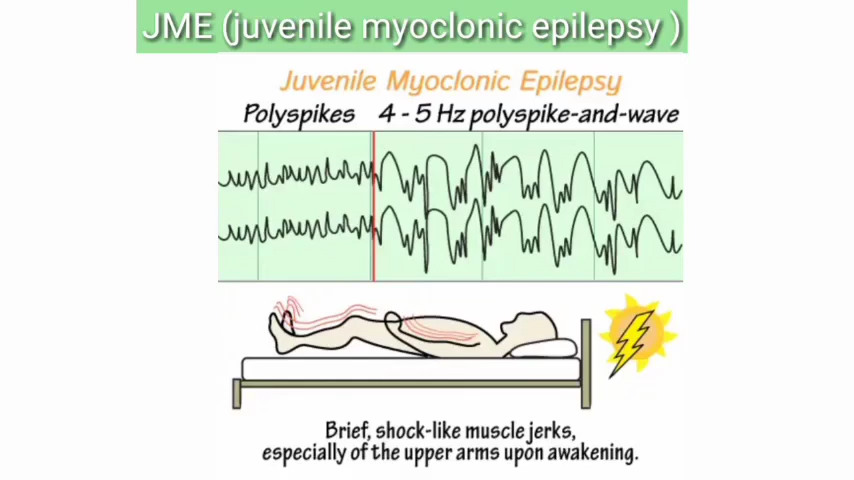 JME (juvenile myoclonic epilepsy )
Juvenile Myoclonic Epilepsy
Polyspikes 4 - 5 Hz polyspike-and-wave
Brief, shock-like muscle jerks,
especially of the upper arms upon awakening.